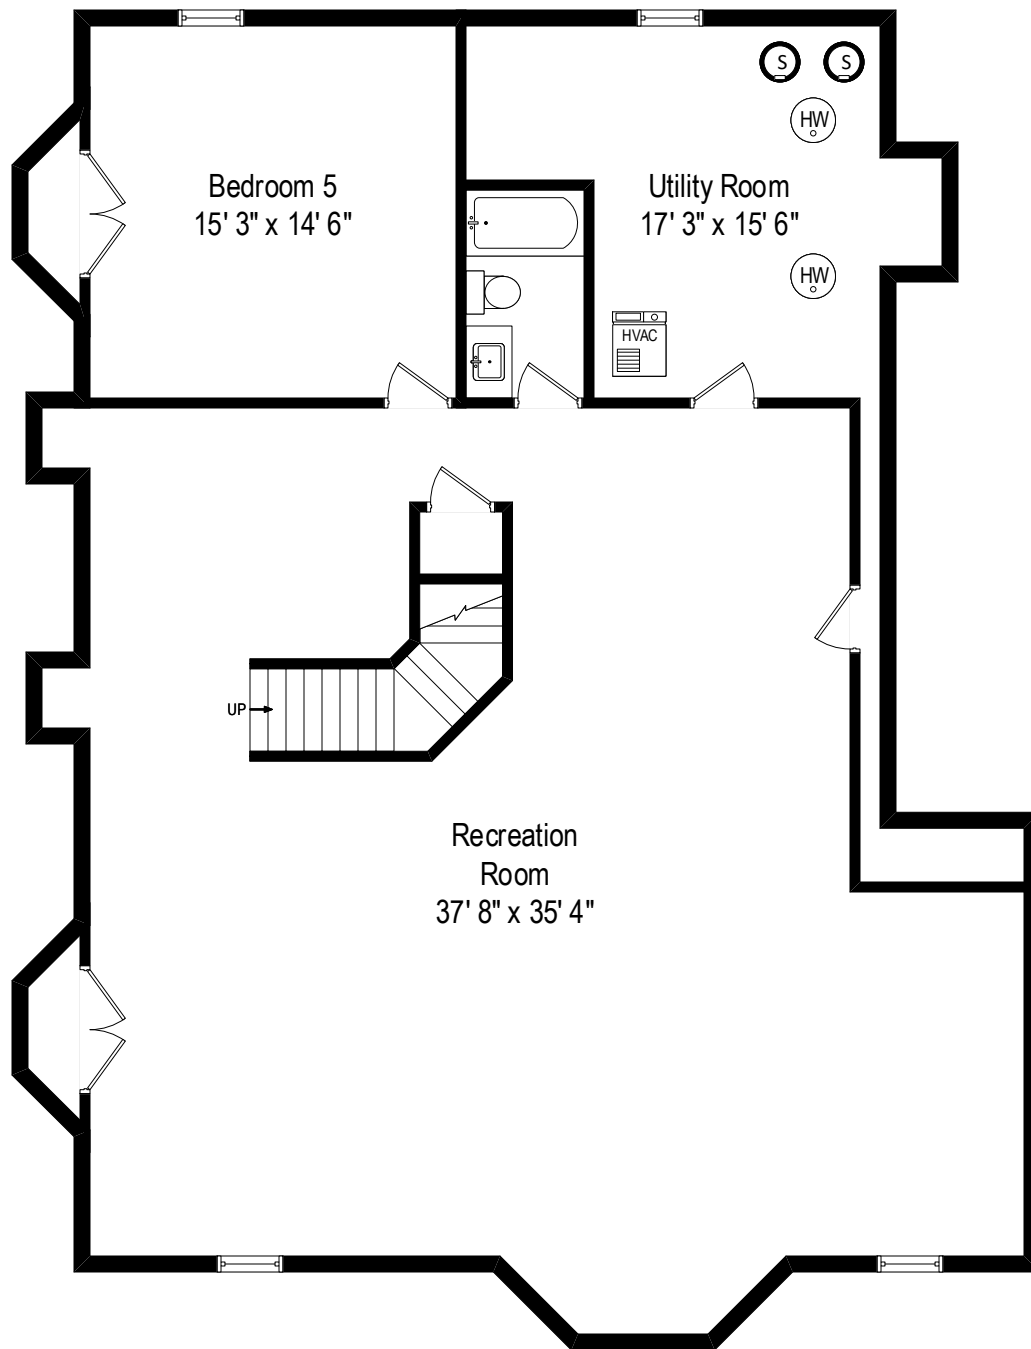 S
S
HW
Bedroom 5
15' 3" x 14' 6"
Utility Room
17' 3" x 15' 6"
HW
HVAC
UP
Recreation
Room
37' 8" x 35' 4"